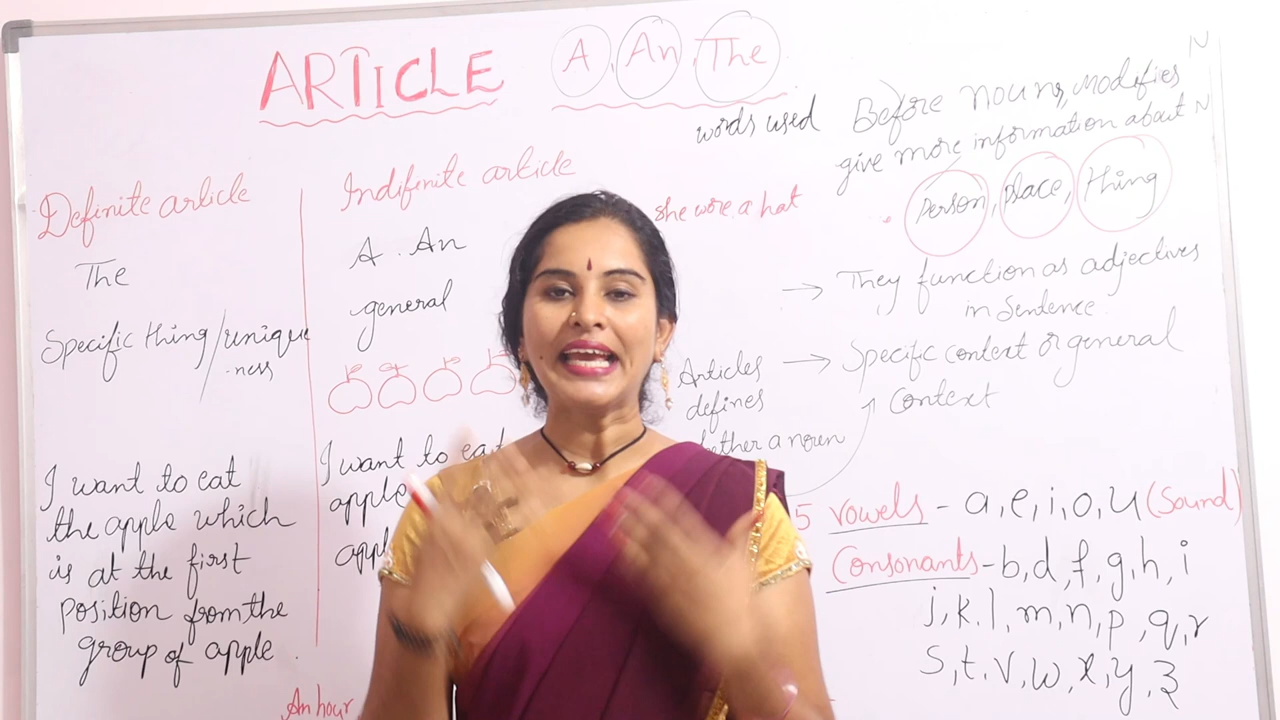 ARTICLE A, An, The
words used Before nouns, modifies N
give more information about N
Person, place, thing
They function as adjectives
in Sentence.
Articles
defines
Specific context or general
Context
a noun
Definite article
The
Specific thing/unique
-ness
I want to eat
the apple which
is at the first
position from the
group of apple.
Indifinite article
A. An
general
I want to eat
apple
She wore a hat
5 vowels - a, e, i, o, u (Sound)
Consonants - b, d, f, g, h, i
j, k, l, m, n, p, q, r
S, t, v, w, x, y, z
An hour